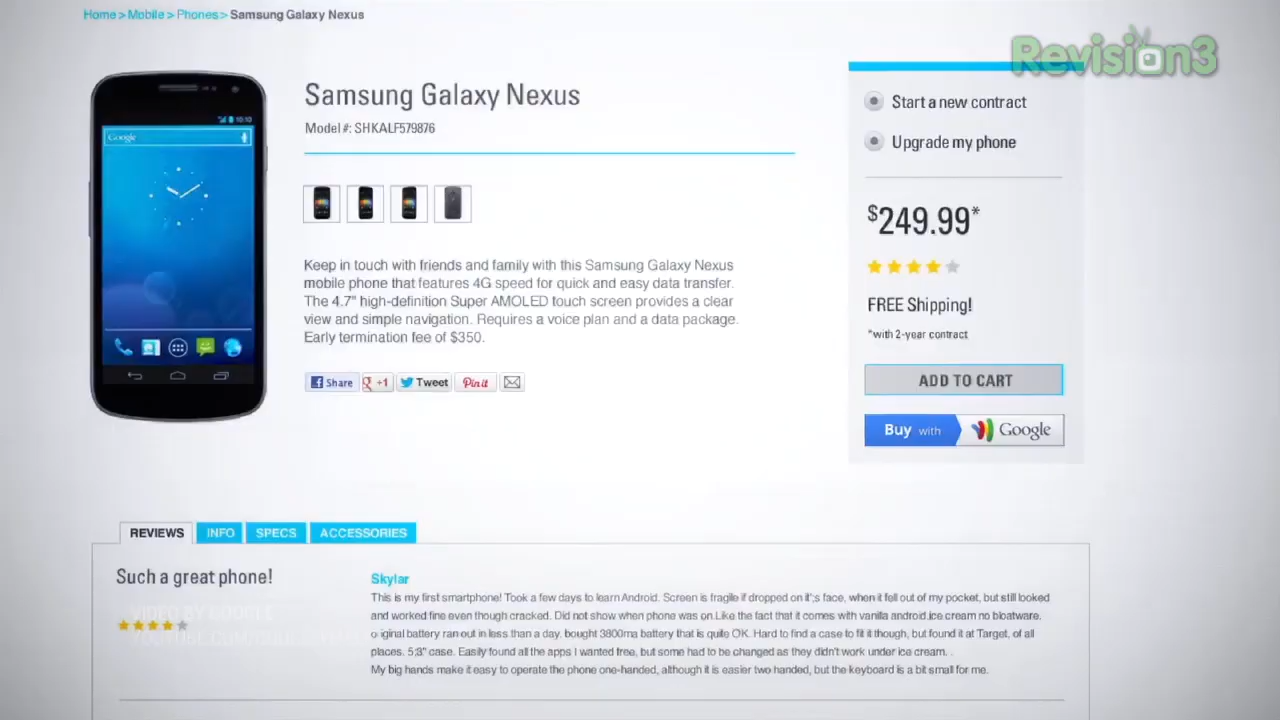 Home > Mobile > Phones > Samsung Galaxy Nexus
Revision3
Samsung Galaxy Nexus
Model #: SHKALF579876
10:10
Google
Start a new contract
Upgrade my phone
$249.99*
FREE Shipping!
*with 2-year contract
ADD TO CART
Buy with Google
Keep in touch with friends and family with this Samsung Galaxy Nexus
mobile phone that features 4G speed for quick and easy data transfer.
The 4.7" high-definition Super AMOLED touch screen provides a clear
view and simple navigation. Requires a voice plan and a data package.
Early termination fee of $350.
Share +1 Tweet Pin it
REVIEWS INFO SPECS ACCESSORIES
Such a great phone!
VIDEO BY GOOGLE
Skylar
This is my first smartphone! Took a few days to learn Android. Screen is fragile if dropped on it';s face, when it fell out of my pocket, but still looked
and worked fine even though cracked. Did not show when phone was on.Like the fact that it comes with vanilla android,ice cream no bloatware.
o iginal battery ran out in less than a day, bought 3800ma battery that is quite OK. Hard to find a case to fit it though, but found it at Target, of all
places. 5;3" case. Easily found all the apps I wanted free, but some had to be changed as they didn't work under ice cream. .
My big hands make it easy to operate the phone one-handed, although it is easier two handed, but the keyboard is a bit small for me.